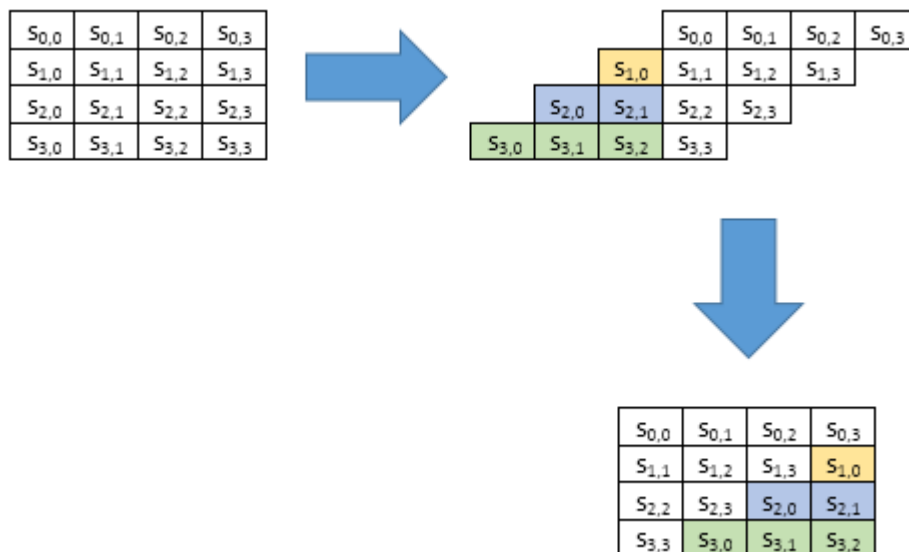 S0,0 S0,1 S0,2 S0,3
S1,0 S1,1 S1,2 S1,3
S2,0 S2,1 S2,2 S2,3
S3,0 S3,1 S3,2 S3,3
S0,0 S0,1 S0,2 S0,3
S1,0 S1,1 S1,2 S1,3
S2,0 S2,1 S2,2 S2,3
S3,0 S3,1 S3,2 S3,3
S0,0 S0,1 S0,2 S0,3
S1,1 S1,2 S1,3 S1,0
S2,2 S2,3 S2,0 S2,1
S3,3 S3,0 S3,1 S3,2